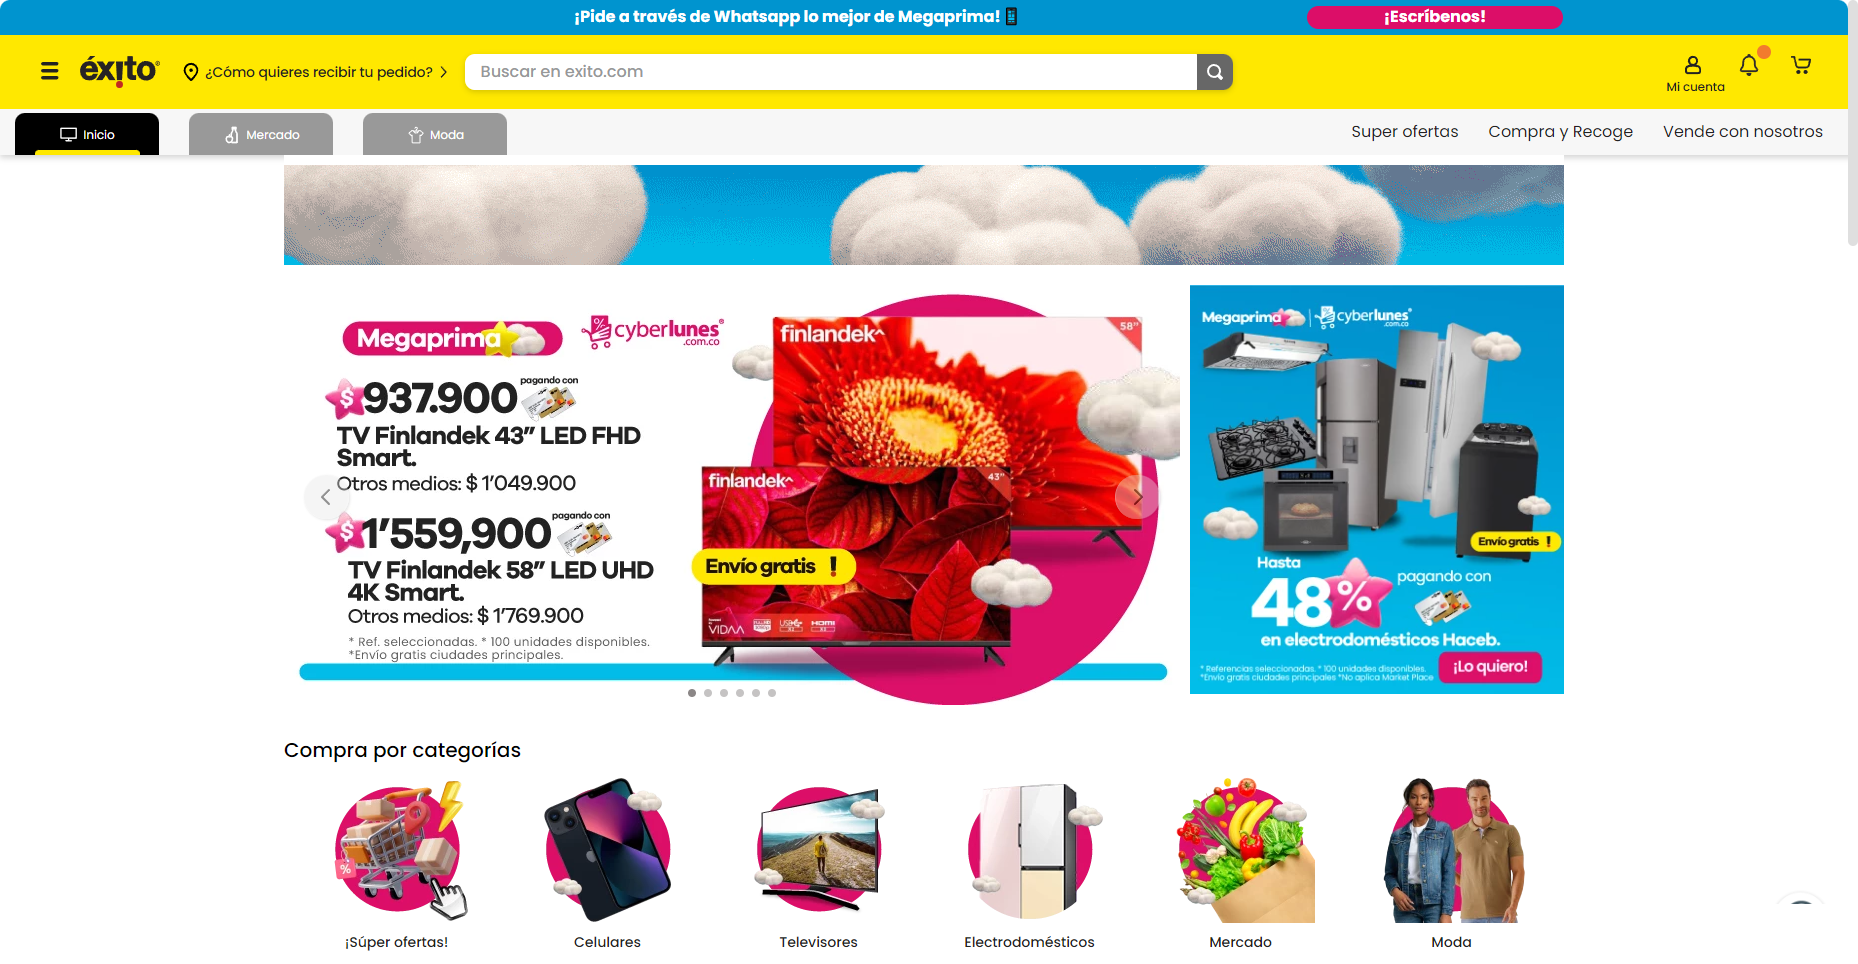 ¡Pide a través de Whatsapp lo mejor de Megaprima!
¡Escríbenos!
éxito
¿Cómo quieres recibir tu pedido?
Buscar en exito.com
Mi cuenta
Inicio
Mercado
Moda
Super ofertas
Compra y Recoge
Vende con nosotros
Megaprima
cyberlunes
.com.co
$ 937.900 pagando con
TV Finlandek 43” LED FHD
Smart.
Otros medios: $ 1’049.900
$ 1’559,900 pagando con
TV Finlandek 58” LED UHD
4K Smart.
Otros medios: $ 1’769.900
* Ref. seleccionadas. * 100 unidades disponibles.
*Envío gratis ciudades principales.
finlandek
58”
finlandek
43”
Envío gratis !
VIDAA
HDMI
Megaprima
cyberlunes
.com.co
Envío gratis !
Hasta
48%
pagando con
en electrodomésticos Haceb.
* Referencias seleccionadas. * 100 unidades disponibles.
*Envío gratis ciudades principales *No aplica Market Place
¡Lo quiero!
Compra por categorías
%
¡Súper ofertas!
Celulares
Televisores
Electrodomésticos
Mercado
Moda